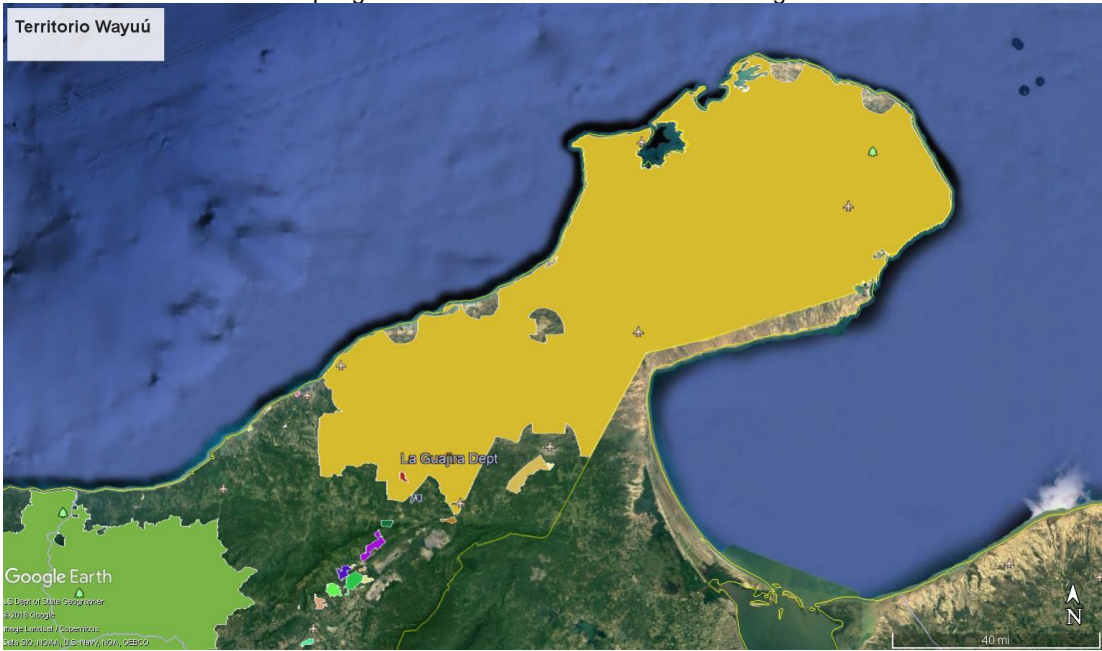 Territorio Wayuú
La Guajira Dept
Google Earth
US Dept of State Geographer
© 2018 Google
Image Landsat / Copernicus
Data SIO, NOAA, U.S. Navy, NGA, GEBCO
N
40 mi